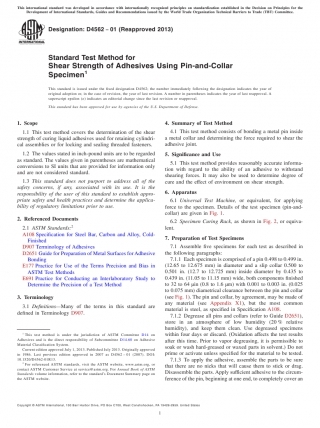 This international standard was developed in accordance with internationally recognized principles on standardization established in the Decision on Principles for the
Development of International Standards, Guides and Recommendations issued by the World Trade Organization Technical Barriers to Trade (TBT) Committee.
Designation: D4562 − 01 (Reapproved 2013)
Standard Test Method for
Shear Strength of Adhesives Using Pin-and-Collar
Specimen¹
This standard is issued under the fixed designation D4562; the number immediately following the designation indicates the year of
original adoption or, in the case of revision, the year of last revision. A number in parentheses indicates the year of last reapproval. A
superscript epsilon (ε) indicates an editorial change since the last revision or reapproval.
This standard has been approved for use by agencies of the U.S. Department of Defense.
1. Scope
1.1 This test method covers the determination of the shear
strength of curing liquid adhesives used for retaining cylindri-
cal assemblies or for locking and sealing threaded fasteners.
1.2 The values stated in inch-pound units are to be regarded
as standard. The values given in parentheses are mathematical
conversions to SI units that are provided for information only
and are not considered standard.
1.3 This standard does not purport to address all of the
safety concerns, if any, associated with its use. It is the
responsibility of the user of this standard to establish appro-
priate safety and health practices and determine the applica-
bility of regulatory limitations prior to use.
2. Referenced Documents
2.1 ASTM Standards:²
A108 Specification for Steel Bar, Carbon and Alloy, Cold-
Finished
D907 Terminology of Adhesives
D2651 Guide for Preparation of Metal Surfaces for Adhesive
Bonding
E177 Practice for Use of the Terms Precision and Bias in
ASTM Test Methods
E691 Practice for Conducting an Interlaboratory Study to
Determine the Precision of a Test Method
3. Terminology
3.1 Definitions—Many of the terms in this standard are
defined in Terminology D907.
¹ This test method is under the jurisdiction of ASTM Committee D14 on
Adhesives and is the direct responsibility of Subcommittee on Aerospace
Materials Classification System.
Current edition approved July 1, 2013. Published July 2013. Originally approved
in 1986. Last previous edition approved in 2007 as D4562 – 01 (2007). DOI:
10.1520/D4562-01R13.
² For referenced ASTM standards, visit the ASTM website, www.astm.org, or
contact ASTM Customer Service at service@astm.org. For Annual Book of ASTM
Standards volume information, refer to the standard's Document Summary page on
the ASTM website.
4. Summary of Test Method
4.1 This test method consists of bonding a metal pin inside
a metal collar and determining the force required to shear the
adhesive joint.
5. Significance and Use
5.1 This test method provides reasonably accurate informa-
tion with regard to the ability of an adhesive to withstand
shearing forces. It may also be used to determine degree of
cure and the effect of environment on shear strength.
6. Apparatus
6.1 Universal Test Machine, or equivalent, for applying
force to the specimen. Details of the test specimen (pin-and-
collar) are given in Fig. 1.
6.2 Specimen Curing Rack, as shown in Fig. 2, or equiva-
lent.
7. Preparation of Test Specimens
7.1 Assemble five specimens for each test as described in
the following paragraphs:
7.1.1 Each specimen is comprised of a pin 0.498 to 0.499 in.
(12.65 to 12.675 mm) in diameter and a slip collar 0.500 to
0.501 in. (12.7 to 12.725 mm) inside diameter by 0.435 to
0.439 in. (11.05 to 11.15 mm) wide, both components finished
to 32 to 64 µin (0.8 to 1.6 µm) with 0.001 to 0.003 in. (0.025
to 0.075 mm) diametrical clearance between the pin and collar
(see Fig. 1). The pin and collar, by agreement, may be made of
any material (see Appendix X1), but the most common
material is steel, as specified in Specification A108.
7.1.2 Degrease all pins and collars (refer to Guide D2651),
store in an atmosphere of low humidity (20 % relative
humidity), and keep them clean. Use degreased specimens
within four days or discard. (Oxidation affects the test results
after this time. Prior to vapor degreasing, it is permissible to
soak or wash hard-greased or waxed parts in solvent.) Do not
prime or activate unless specified for the material to be tested.
7.1.3 To apply the adhesive, assemble the parts to be sure
that there are no nicks that will cause them to stick or drag.
Disassemble the parts. Apply sufficient adhesive to the circum-
ference of the pin, beginning at one end, to completely cover an
1